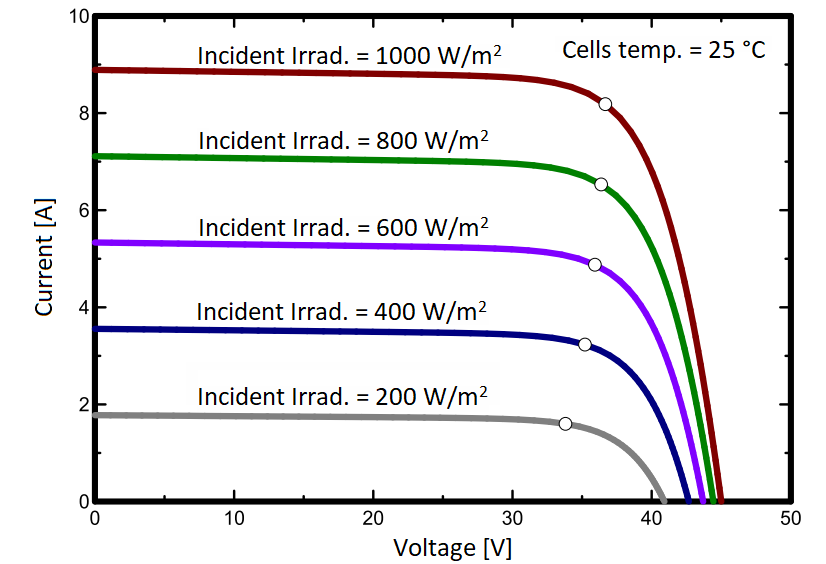 10
Incident Irrad. = 1000 W/m²
Cells temp. = 25 °C
8
Incident Irrad. = 800 W/m²
6
Incident Irrad. = 600 W/m²
Current [A]
4
Incident Irrad. = 400 W/m²
Incident Irrad. = 200 W/m²
2
0
0 10 20 30 40 50
Voltage [V]